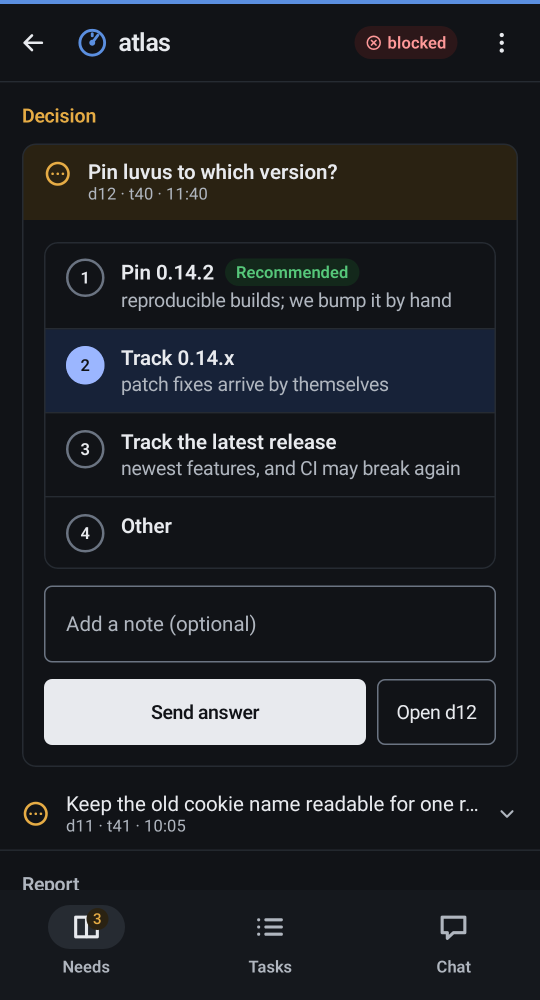 atlas
blocked
Decision
Pin luvus to which version?
d12 · t40 · 11:40
1
Pin 0.14.2 Recommended
reproducible builds; we bump it by hand
2
Track 0.14.x
patch fixes arrive by themselves
3
Track the latest release
newest features, and CI may break again
4
Other
Add a note (optional)
Send answer
Open d12
Keep the old cookie name readable for one r…
d11 · t41 · 10:05
Report
3
Needs
Tasks
Chat